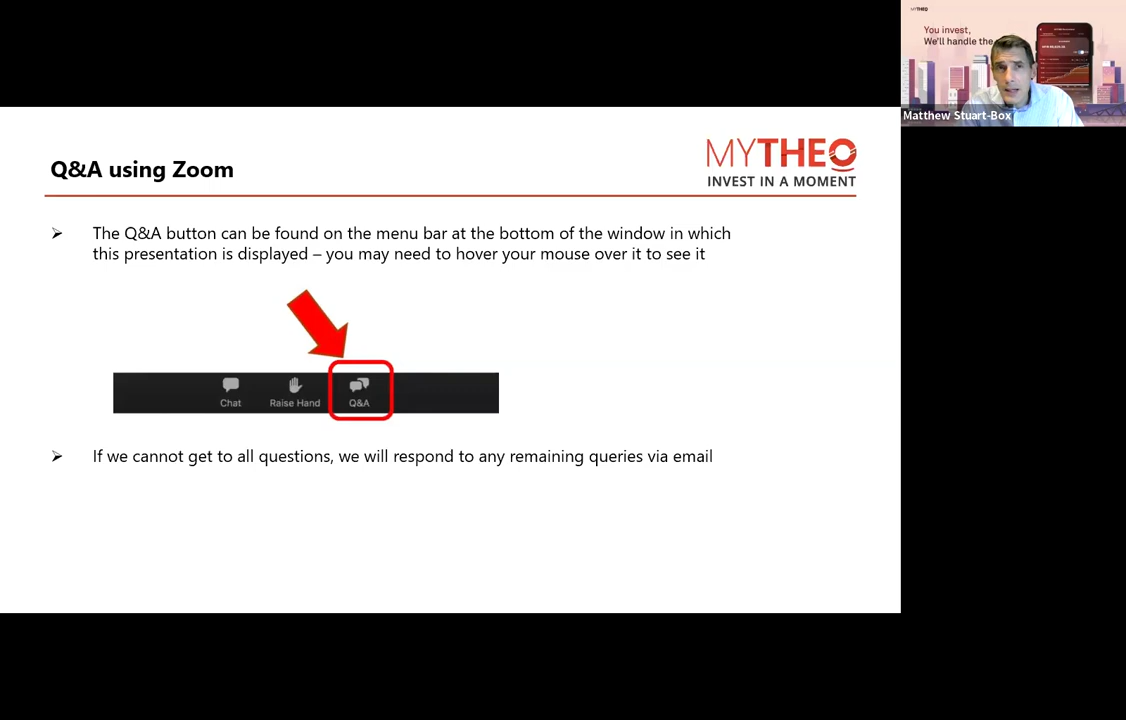 MYTHEO
You invest,
We'll handle the
Matthew Stuart-Box
Q&A using Zoom
MYTHEO
INVEST IN A MOMENT
➢ The Q&A button can be found on the menu bar at the bottom of the window in which
this presentation is displayed – you may need to hover your mouse over it to see it
Chat
Raise Hand
Q&A
➢ If we cannot get to all questions, we will respond to any remaining queries via email